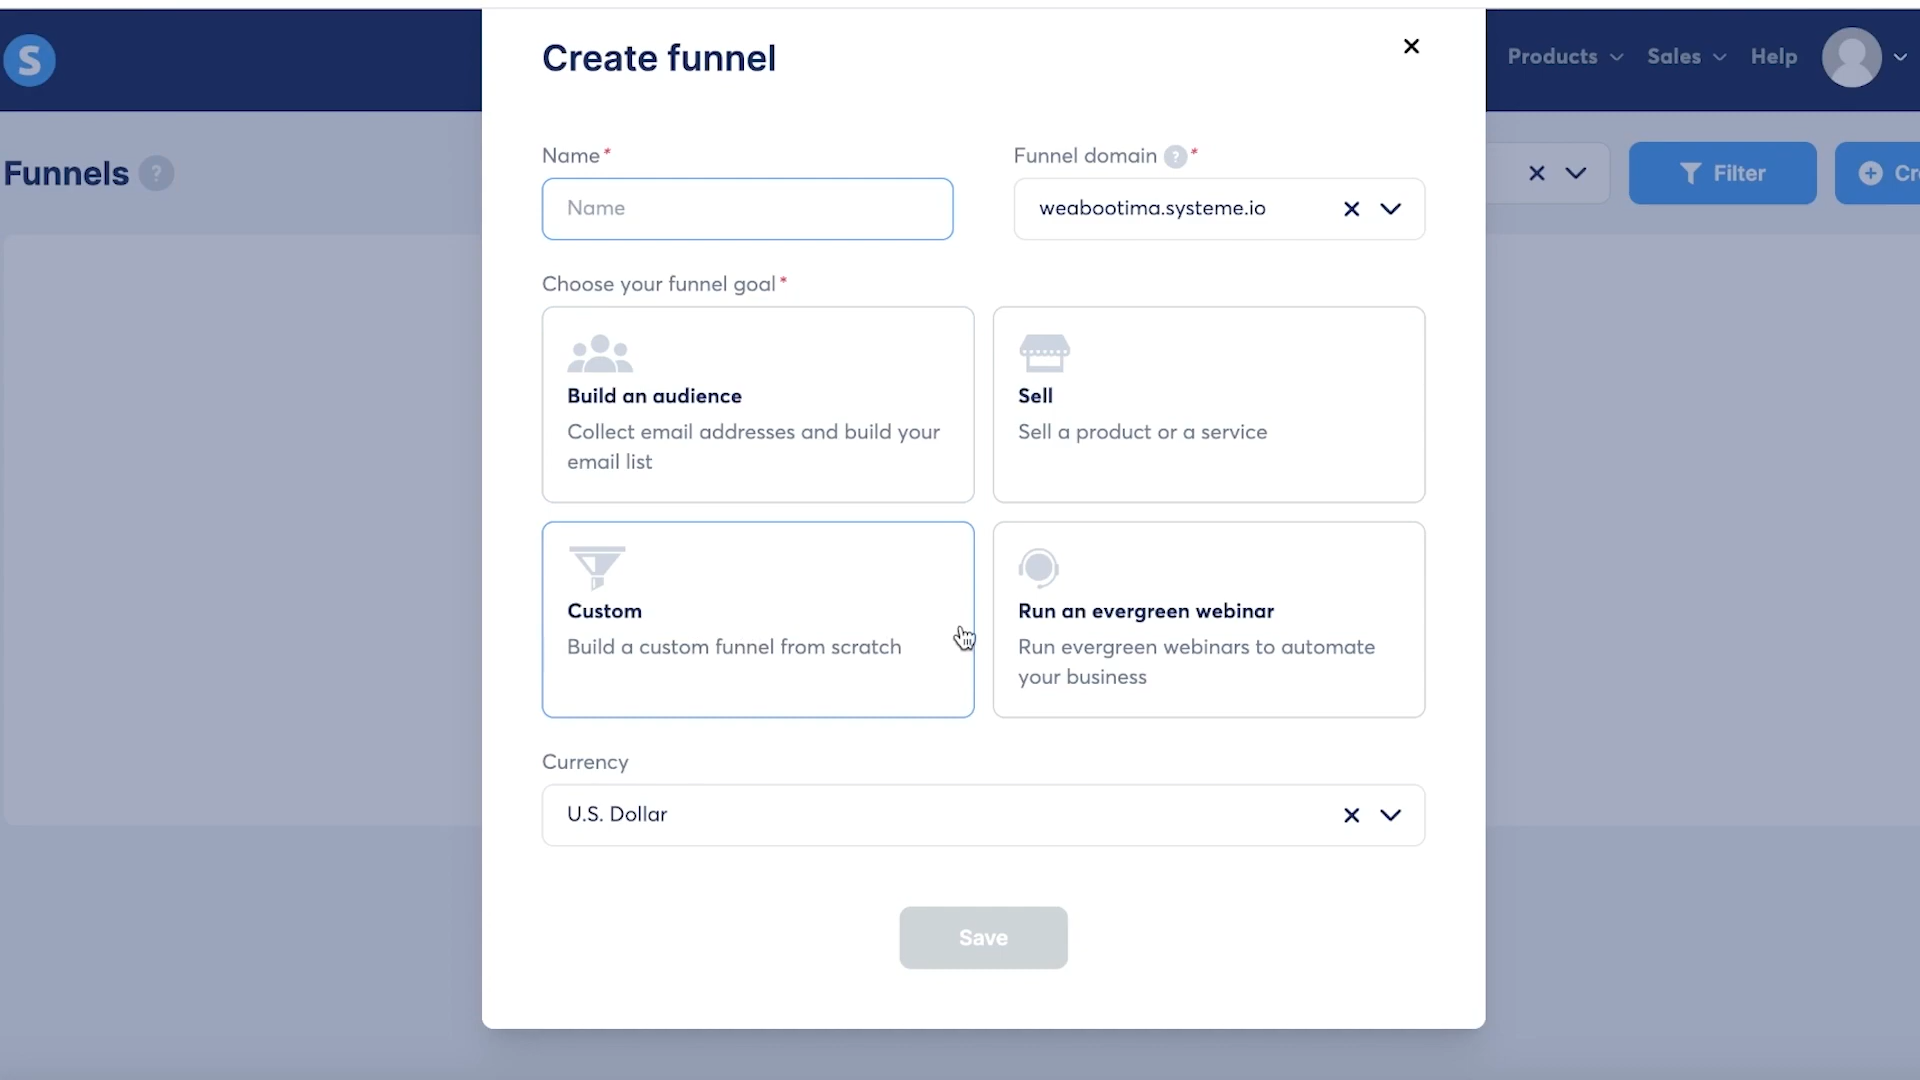 S
Create funnel
Products
Sales
Help
Funnels ?
Filter
Name*
Funnel domain ? *
Name
weabootima.systeme.io
Choose your funnel goal*
Build an audience
Collect email addresses and build your
email list
Sell
Sell a product or a service
Custom
Build a custom funnel from scratch
Run an evergreen webinar
Run evergreen webinars to automate
your business
Currency
U.S. Dollar
Save